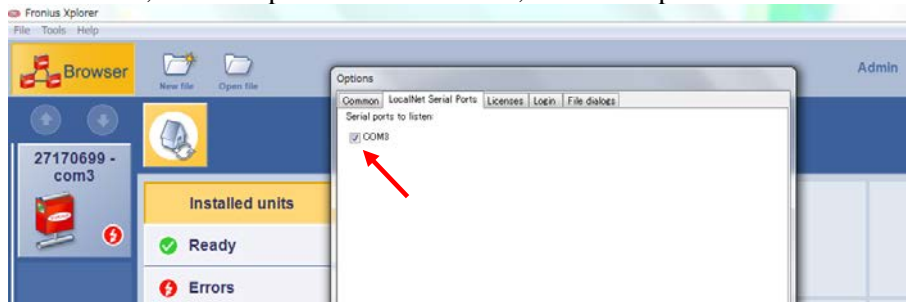 Fronius Xplorer
File Tools Help
Browser
New file
Open file
Admin
Options
Common
LocalNet Serial Ports
Licenses
Login
File dialogs
Serial ports to listen:
COM3
27170699 -
com3
Installed units
Ready
Errors